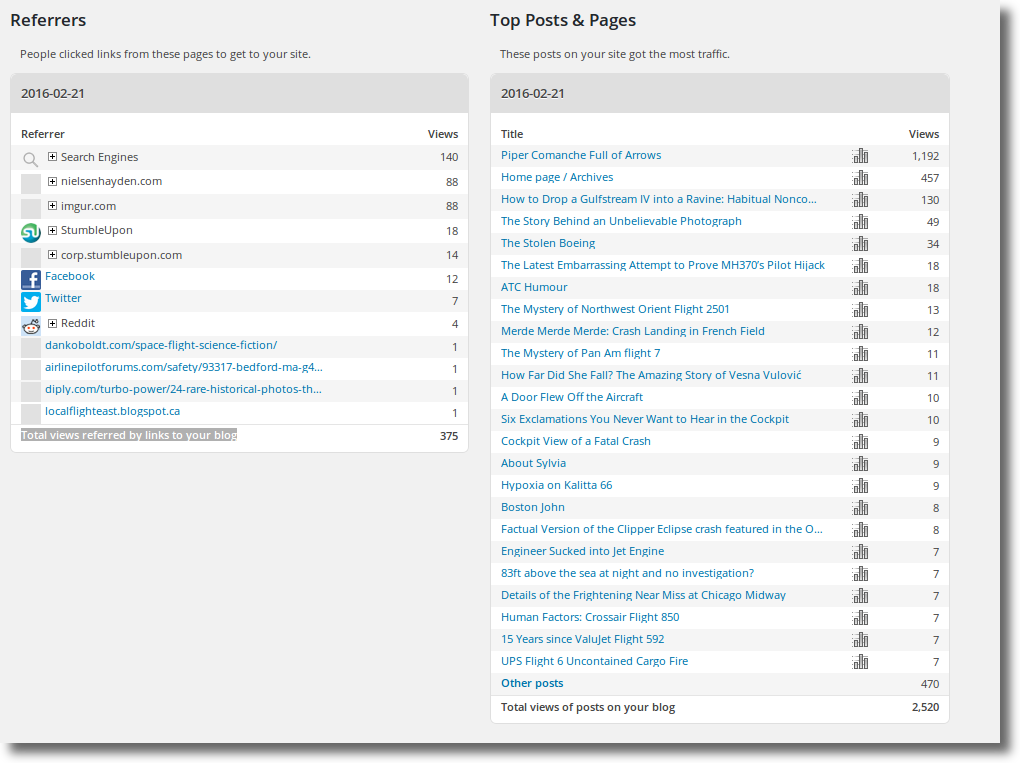 Referrers
People clicked links from these pages to get to your site.
2016-02-21
Referrer Views
Search Engines 140
nielsenhayden.com 88
imgur.com 88
StumbleUpon 18
corp.stumbleupon.com 14
Facebook 12
Twitter 7
Reddit 4
dankoboldt.com/space-flight-science-fiction/ 1
airlinepilotforums.com/safety/93317-bedford-ma-g4... 1
diply.com/turbo-power/24-rare-historical-photos-th... 1
localflighteast.blogspot.ca 1
Total views referred by links to your blog 375
Top Posts & Pages
These posts on your site got the most traffic.
2016-02-21
Title Views
Piper Comanche Full of Arrows 1,192
Home page / Archives 457
How to Drop a Gulfstream IV into a Ravine: Habitual Nonco... 130
The Story Behind an Unbelievable Photograph 49
The Stolen Boeing 34
The Latest Embarrassing Attempt to Prove MH370's Pilot Hijack 18
ATC Humour 18
The Mystery of Northwest Orient Flight 2501 13
Merde Merde Merde: Crash Landing in French Field 12
The Mystery of Pan Am flight 7 11
How Far Did She Fall? The Amazing Story of Vesna Vulović 11
A Door Flew Off the Aircraft 10
Six Exclamations You Never Want to Hear in the Cockpit 10
Cockpit View of a Fatal Crash 9
About Sylvia 9
Hypoxia on Kalitta 66 9
Boston John 8
Factual Version of the Clipper Eclipse crash featured in the O... 8
Engineer Sucked into Jet Engine 7
83ft above the sea at night and no investigation? 7
Details of the Frightening Near Miss at Chicago Midway 7
Human Factors: Crossair Flight 850 7
15 Years since ValuJet Flight 592 7
UPS Flight 6 Uncontained Cargo Fire 7
Other posts 470
Total views of posts on your blog 2,520